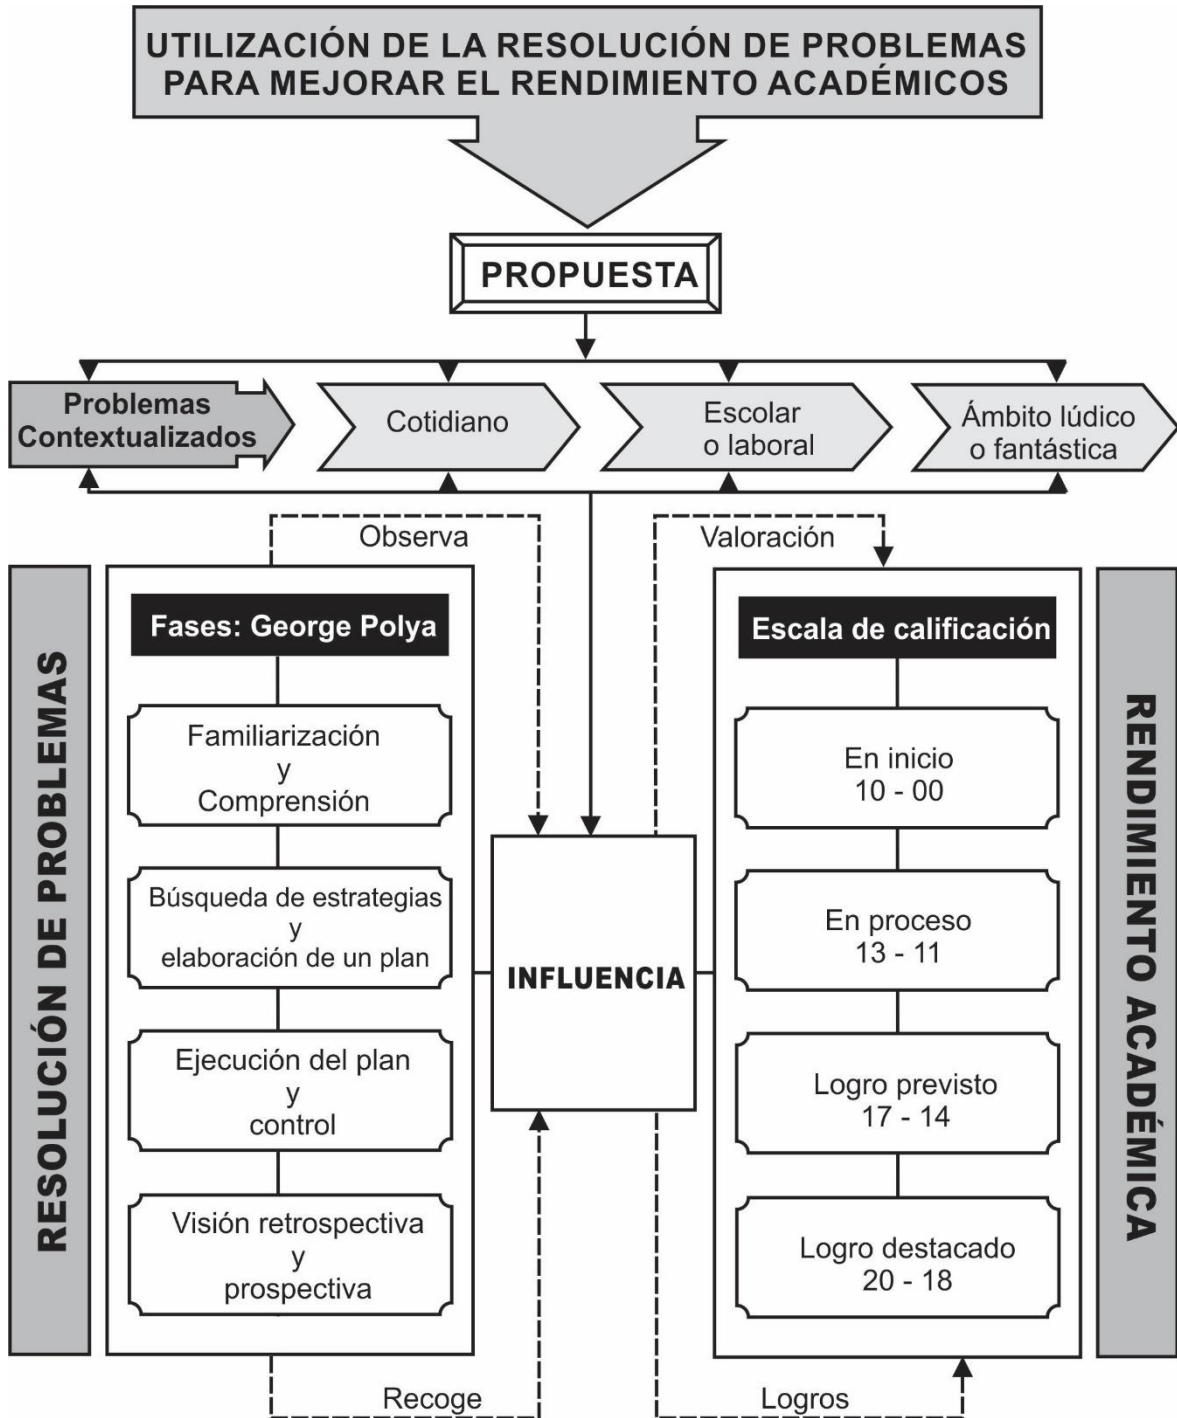 UTILIZACIÓN DE LA RESOLUCIÓN DE PROBLEMAS
PARA MEJORAR EL RENDIMIENTO ACADÉMICOS
PROPUESTA
Problemas
Contextualizados
Cotidiano
Escolar
o laboral
Ámbito lúdico
o fantástica
Observa
Valoración
RESOLUCIÓN DE PROBLEMAS
Fases: George Polya
Familiarización
y
Comprensión
Búsqueda de estrategias
y
elaboración de un plan
Ejecución del plan
y
control
Visión retrospectiva
y
prospectiva
INFLUENCIA
Escala de calificación
En inicio
10 - 00
En proceso
13 - 11
Logro previsto
17 - 14
Logro destacado
20 - 18
RENDIMIENTO ACADÉMICA
Recoge
Logros